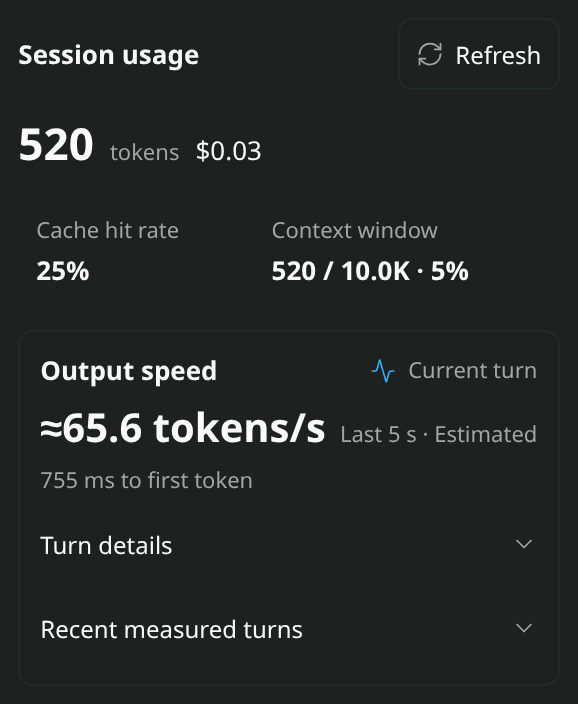 Session usage
Refresh
520 tokens $0.03
Cache hit rate
25%
Context window
520 / 10.0K · 5%
Output speed
Current turn
≈65.6 tokens/s Last 5 s · Estimated
755 ms to first token
Turn details
Recent measured turns